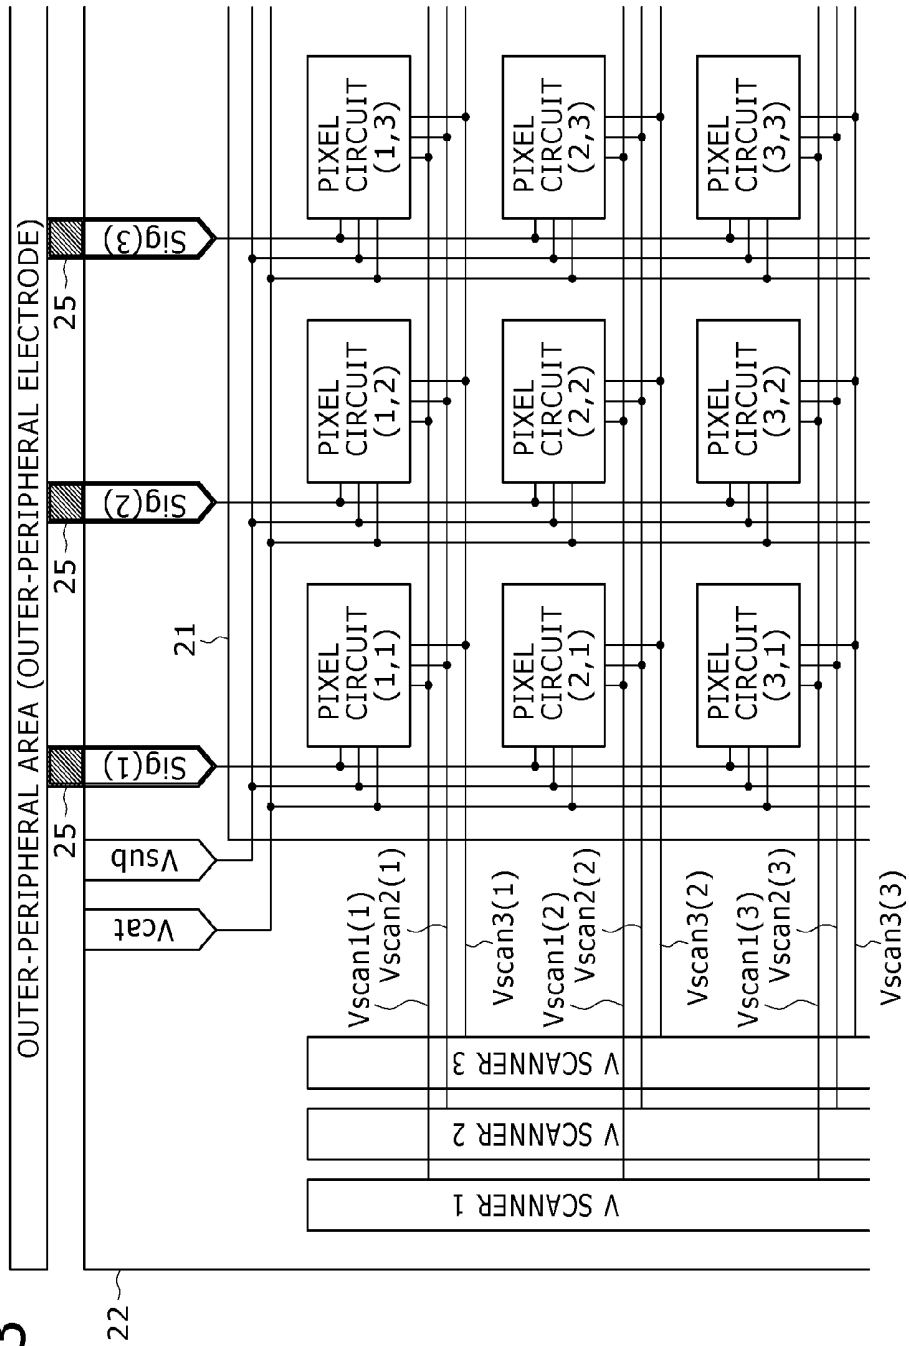 OUTER-PERIPHERAL AREA (OUTER-PERIPHERAL ELECTRODE)
22
25
25
25
Vcat
Vsub
Sig(1)
Sig(2)
Sig(3)
21
V SCANNER 1
V SCANNER 2
V SCANNER 3
Vscan1(1)
Vscan2(1)
Vscan3(1)
PIXEL
CIRCUIT
(1,1)
PIXEL
CIRCUIT
(1,2)
PIXEL
CIRCUIT
(1,3)
Vscan1(2)
Vscan2(2)
Vscan3(2)
PIXEL
CIRCUIT
(2,1)
PIXEL
CIRCUIT
(2,2)
PIXEL
CIRCUIT
(2,3)
Vscan1(3)
Vscan2(3)
Vscan3(3)
PIXEL
CIRCUIT
(3,1)
PIXEL
CIRCUIT
(3,2)
PIXEL
CIRCUIT
(3,3)